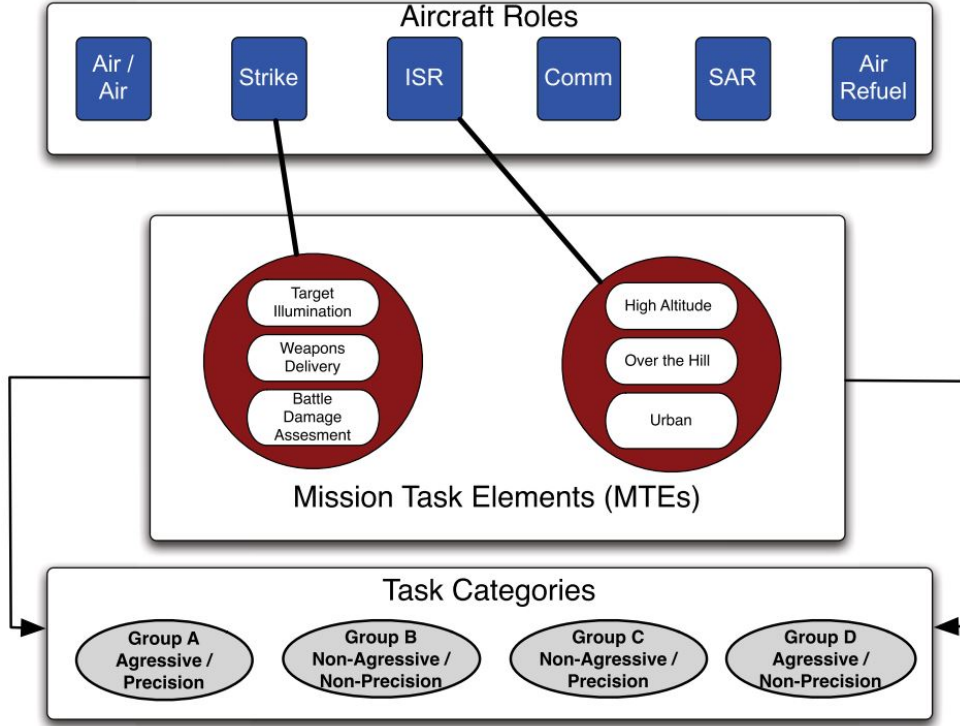 Aircraft Roles
Air /
Air
Strike
ISR
Comm
SAR
Air
Refuel
Target
Illumination
Weapons
Delivery
Battle
Damage
Assesment
High Altitude
Over the Hill
Urban
Mission Task Elements (MTEs)
Task Categories
Group A
Agressive /
Precision
Group B
Non-Agressive /
Non-Precision
Group C
Non-Agressive /
Precision
Group D
Agressive /
Non-Precision